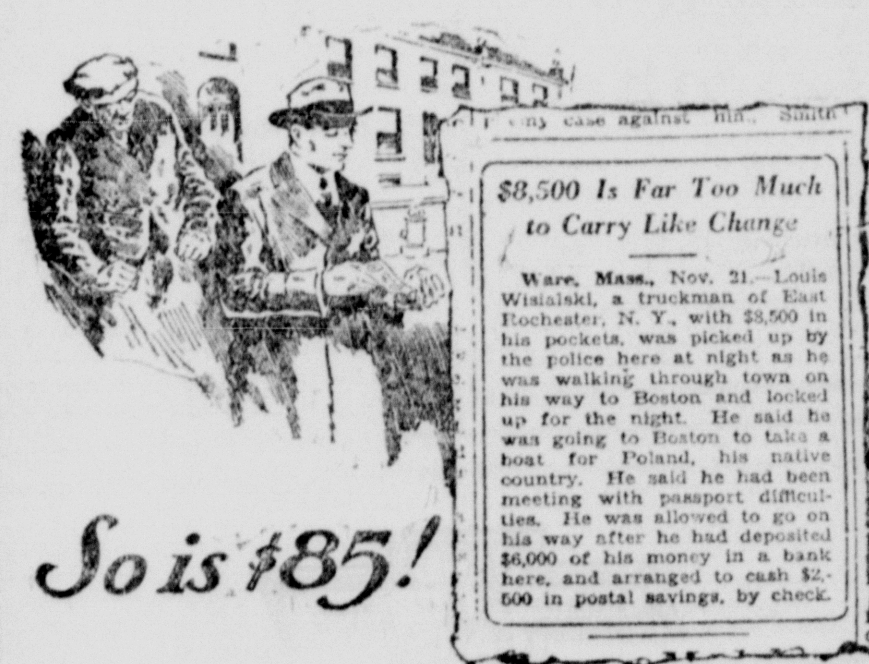 my case against him. Smith
$8,500 Is Far Too Much
to Carry Like Change
Ware, Mass., Nov. 21.—Louis
Wisialski, a truckman of East
Rochester, N. Y., with $8,500 in
his pockets, was picked up by
the police here at night as he
was walking through town on
his way to Boston and locked
up for the night. He said he
was going to Boston to take a
boat for Poland, his native
country. He said he had been
meeting with passport difficul-
ties. He was allowed to go on
his way after he had deposited
$6,000 of his money in a bank
here, and arranged to cash $2,-
500 in postal savings, by check.
So is $85!